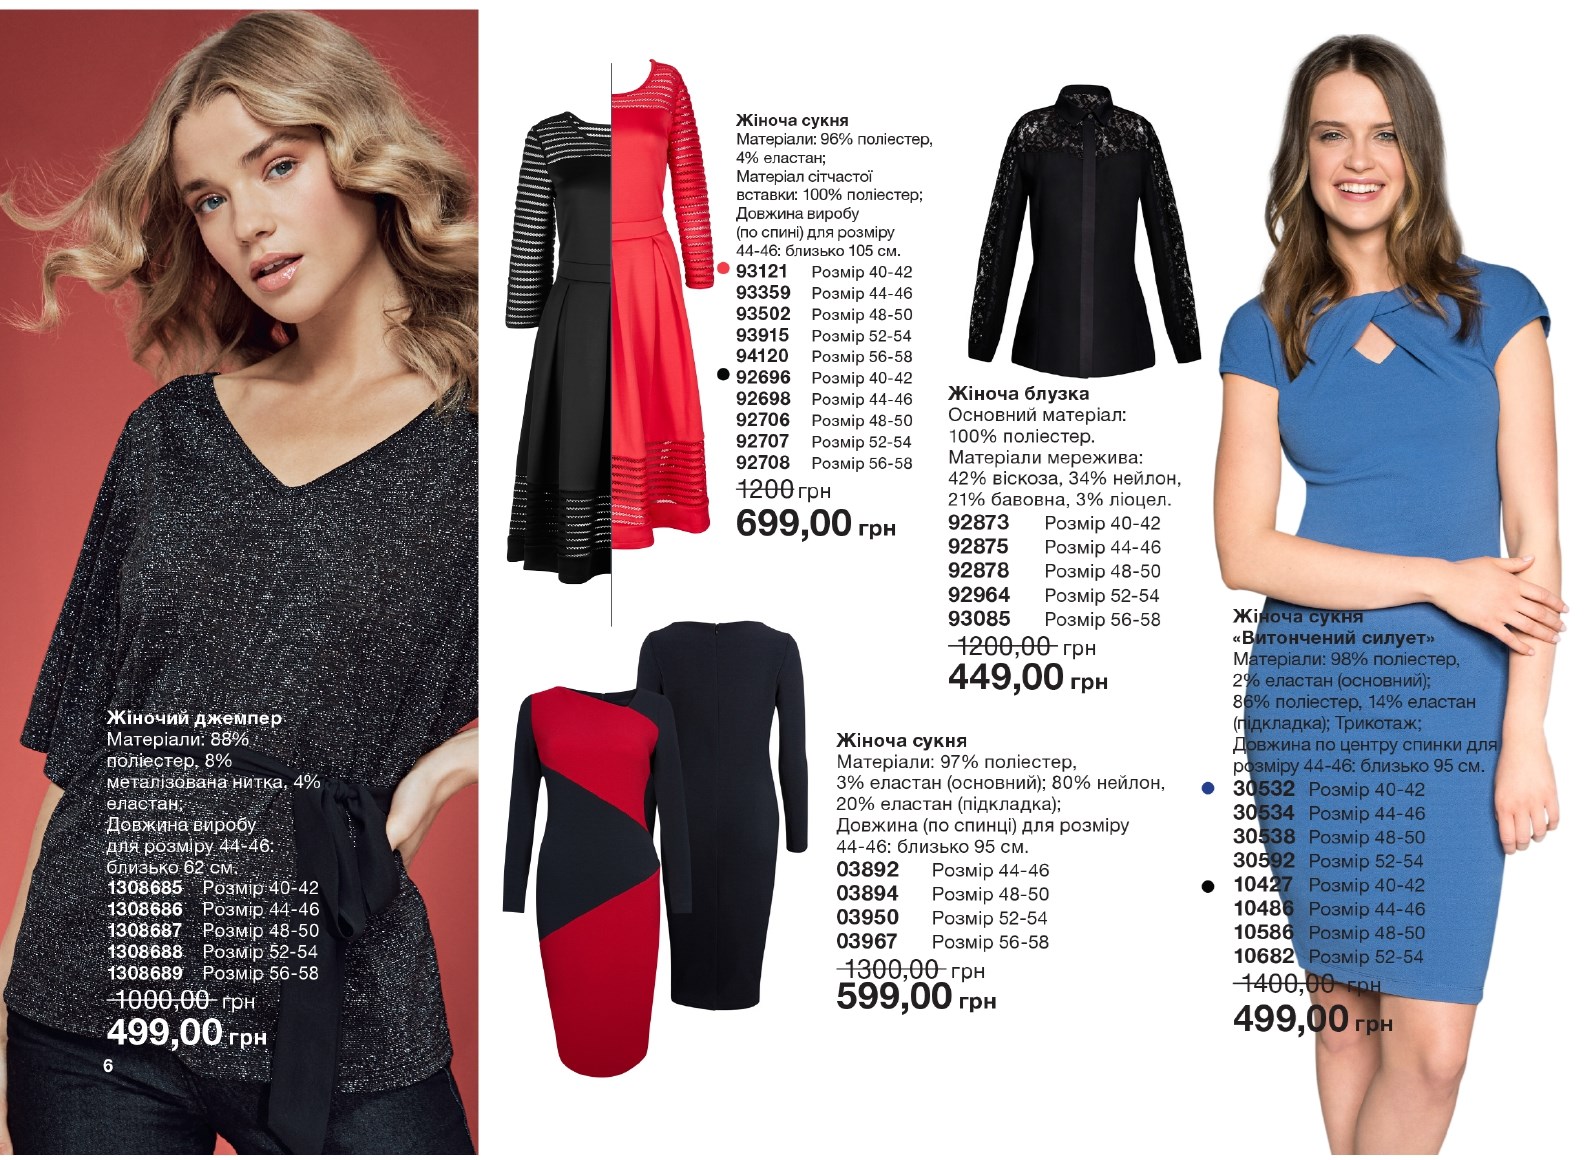 Жіночий джемпер
Матеріали: 88%
поліестер, 8%
металізована нитка, 4%
еластан;
Довжина виробу
для розміру 44-46:
близько 62 см.
1308685 Розмір 40-42
1308686 Розмір 44-46
1308687 Розмір 48-50
1308688 Розмір 52-54
1308689 Розмір 56-58
1000,00 грн
499,00 грн
6
Жіноча сукня
Матеріали: 96% поліестер,
4% еластан;
Матеріал сітчастої
вставки: 100% поліестер;
Довжина виробу
(по спині) для розміру
44-46: близько 105 см.
93121 Розмір 40-42
93359 Розмір 44-46
93502 Розмір 48-50
93915 Розмір 52-54
94120 Розмір 56-58
92696 Розмір 40-42
92698 Розмір 44-46
92706 Розмір 48-50
92707 Розмір 52-54
92708 Розмір 56-58
1200 грн
699,00 грн
Жіноча блузка
Основний матеріал:
100% поліестер.
Матеріали мережива:
42% віскоза, 34% нейлон,
21% бавовна, 3% ліоцел.
92873 Розмір 40-42
92875 Розмір 44-46
92878 Розмір 48-50
92964 Розмір 52-54
93085 Розмір 56-58
1200,00 грн
449,00 грн
Жіноча сукня
Матеріали: 97% поліестер,
3% еластан (основний); 80% нейлон,
20% еластан (підкладка);
Довжина (по спинці) для розміру
44-46: близько 95 см.
03892 Розмір 44-46
03894 Розмір 48-50
03950 Розмір 52-54
03967 Розмір 56-58
1300,00 грн
599,00 грн
Жіноча сукня
«Витончений силует»
Матеріали: 98% поліестер,
2% еластан (основний);
86% поліестер, 14% еластан
(підкладка); Трикотаж;
Довжина по центру спинки для
розміру 44-46: близько 95 см.
30532 Розмір 40-42
30534 Розмір 44-46
30538 Розмір 48-50
30592 Розмір 52-54
10427 Розмір 40-42
10486 Розмір 44-46
10586 Розмір 48-50
10682 Розмір 52-54
1400,00 грн
499,00 грн